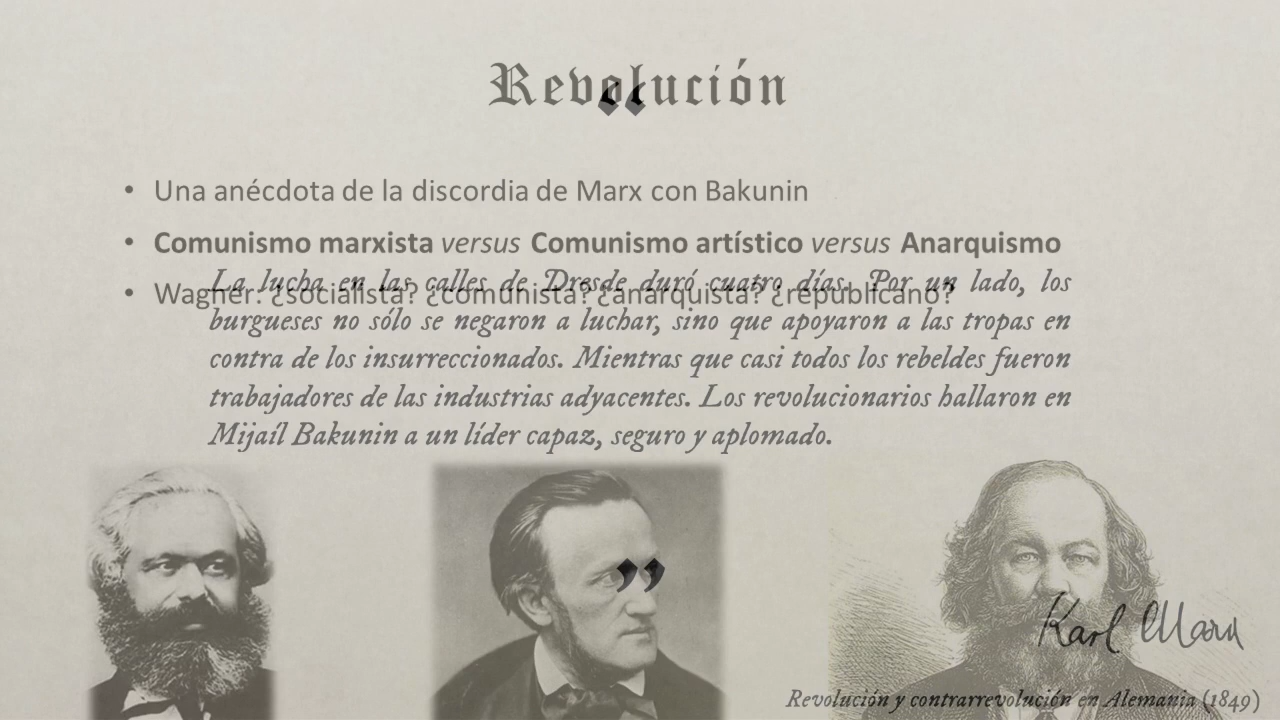 Revolución
“
• Una anécdota de la discordia de Marx con Bakunin
• Comunismo marxista versus Comunismo artístico versus Anarquismo
• Wagner: ¿socialista? ¿comunista? ¿anarquista? ¿republicano?
La lucha en las calles de Dresde duró cuatro días. Por un lado, los
burgueses no sólo se negaron a luchar, sino que apoyaron a las tropas en
contra de los insurreccionados. Mientras que casi todos los rebeldes fueron
trabajadores de las industrias adyacentes. Los revolucionarios hallaron en
Mijaíl Bakunin a un líder capaz, seguro y aplomado.
”
Karl Marx
Revolución y contrarrevolución en Alemania (1849)